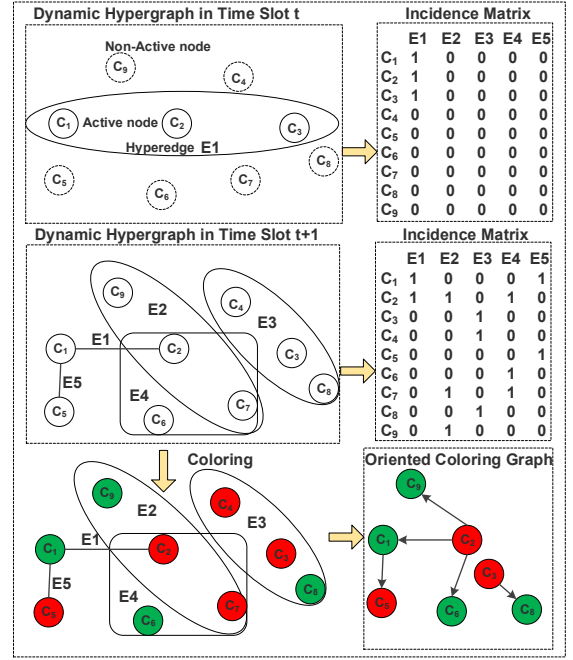 Dynamic Hypergraph in Time Slot t
Non-Active node
C9
C4
C1
Active node
C2
C3
Hyperedge E1
C8
C5
C6
C7
Incidence Matrix
E1 E2 E3 E4 E5
C1 1 0 0 0 0
C2 1 0 0 0 0
C3 1 0 0 0 0
C4 0 0 0 0 0
C5 0 0 0 0 0
C6 0 0 0 0 0
C7 0 0 0 0 0
C8 0 0 0 0 0
C9 0 0 0 0 0
Dynamic Hypergraph in Time Slot t+1
C9
E2
C4
E3
E1
C1
C2
C3
E5
E4
C8
C5
C6
C7
Incidence Matrix
E1 E2 E3 E4 E5
C1 1 0 0 0 1
C2 1 1 0 1 0
C3 0 0 1 0 0
C4 0 0 1 0 0
C5 0 0 0 0 1
C6 0 0 0 1 0
C7 0 1 0 1 0
C8 0 0 1 0 0
C9 0 1 0 0 0
Coloring
C9
E2
C4
E3
E1
C1
C2
C3
E5
E4
C8
C5
C6
C7
Oriented Coloring Graph
C9
C1
C2
C3
C6
C8